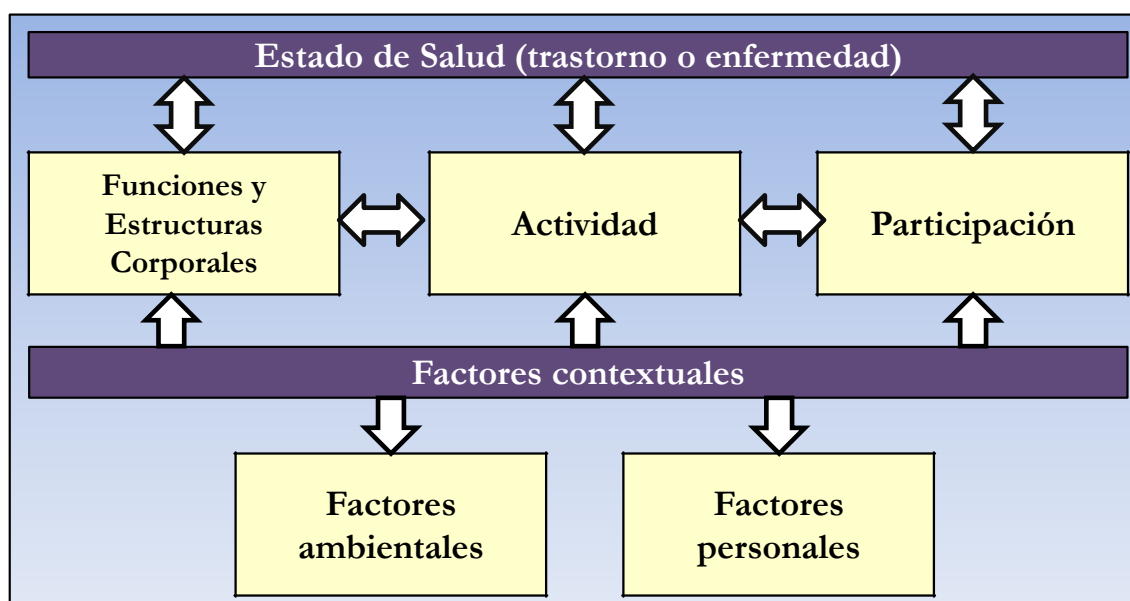 Estado de Salud (trastorno o enfermedad)
Funciones y
Estructuras
Corporales
Actividad
Participación
Factores contextuales
Factores
ambientales
Factores
personales